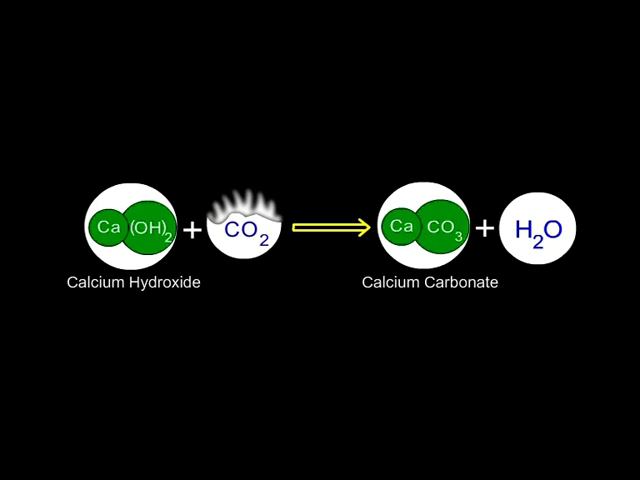 Ca (OH)₂ + CO₂ ⇒ Ca CO₃ + H₂O
Calcium Hydroxide Calcium Carbonate